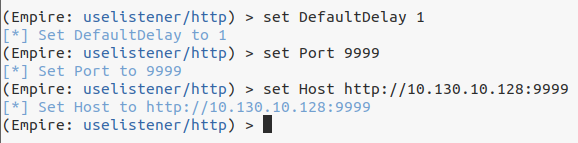 (Empire: uselistener/http) > set DefaultDelay 1
[*] Set DefaultDelay to 1
(Empire: uselistener/http) > set Port 9999
[*] Set Port to 9999
(Empire: uselistener/http) > set Host http://10.130.10.128:9999
[*] Set Host to http://10.130.10.128:9999
(Empire: uselistener/http) >